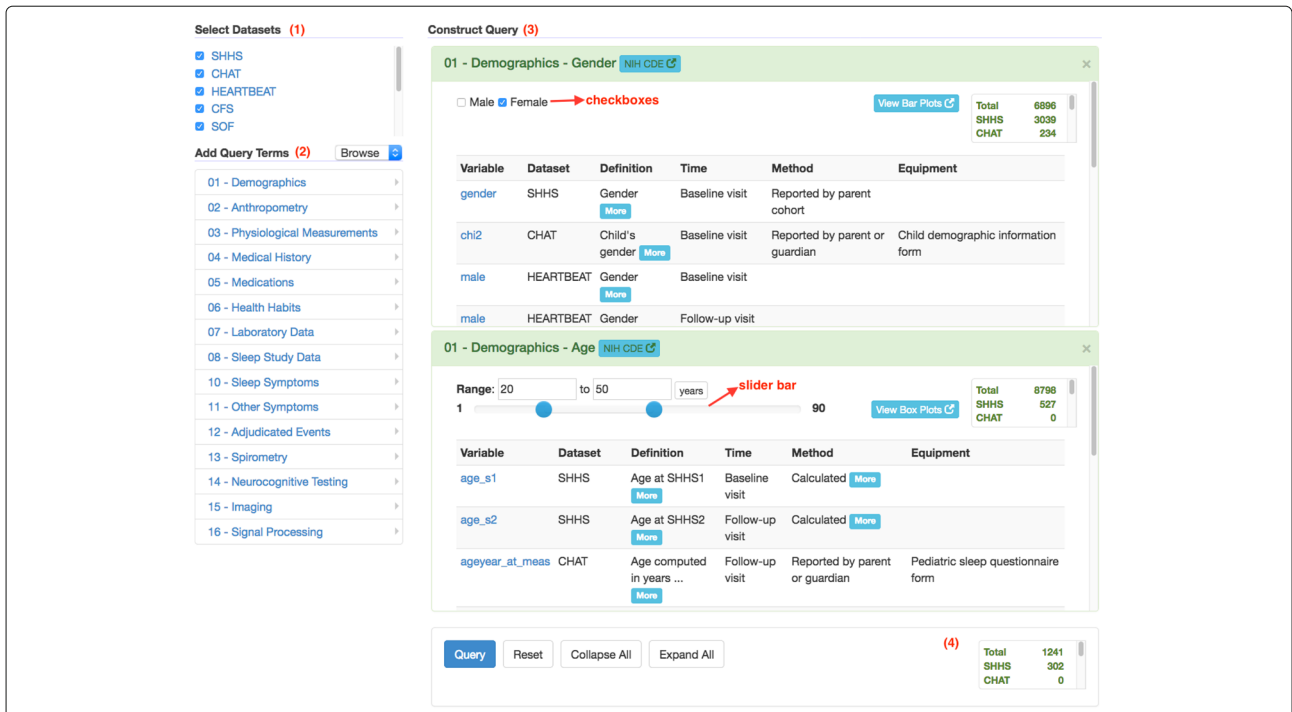 Select Datasets (1)
SHHS
CHAT
HEARTBEAT
CFS
SOF
Add Query Terms (2) Browse
01 - Demographics
02 - Anthropometry
03 - Physiological Measurements
04 - Medical History
05 - Medications
06 - Health Habits
07 - Laboratory Data
08 - Sleep Study Data
10 - Sleep Symptoms
11 - Other Symptoms
12 - Adjudicated Events
13 - Spirometry
14 - Neurocognitive Testing
15 - Imaging
16 - Signal Processing
Construct Query (3)
01 - Demographics - Gender NIH CDE ×
Male Female checkboxes View Bar Plots
Total 6896
SHHS 3039
CHAT 234
Variable Dataset Definition Time Method Equipment
gender SHHS Gender Baseline visit Reported by parent
More cohort
chi2 CHAT Child's Baseline visit Reported by parent or Child demographic information
gender More guardian form
male HEARTBEAT Gender Baseline visit
More
male HEARTBEAT Gender Follow-up visit
01 - Demographics - Age NIH CDE ×
Range: 20 to 50 years slider bar
1 90 View Box Plots
Total 8798
SHHS 527
CHAT 0
Variable Dataset Definition Time Method Equipment
age_s1 SHHS Age at SHHS1 Baseline Calculated More
More visit
age_s2 SHHS Age at SHHS2 Follow-up Calculated More
More visit
ageyear_at_meas CHAT Age computed Follow-up Reported by parent Pediatric sleep questionnaire
in years ... visit or guardian form
More
Query Reset Collapse All Expand All (4)
Total 1241
SHHS 302
CHAT 0